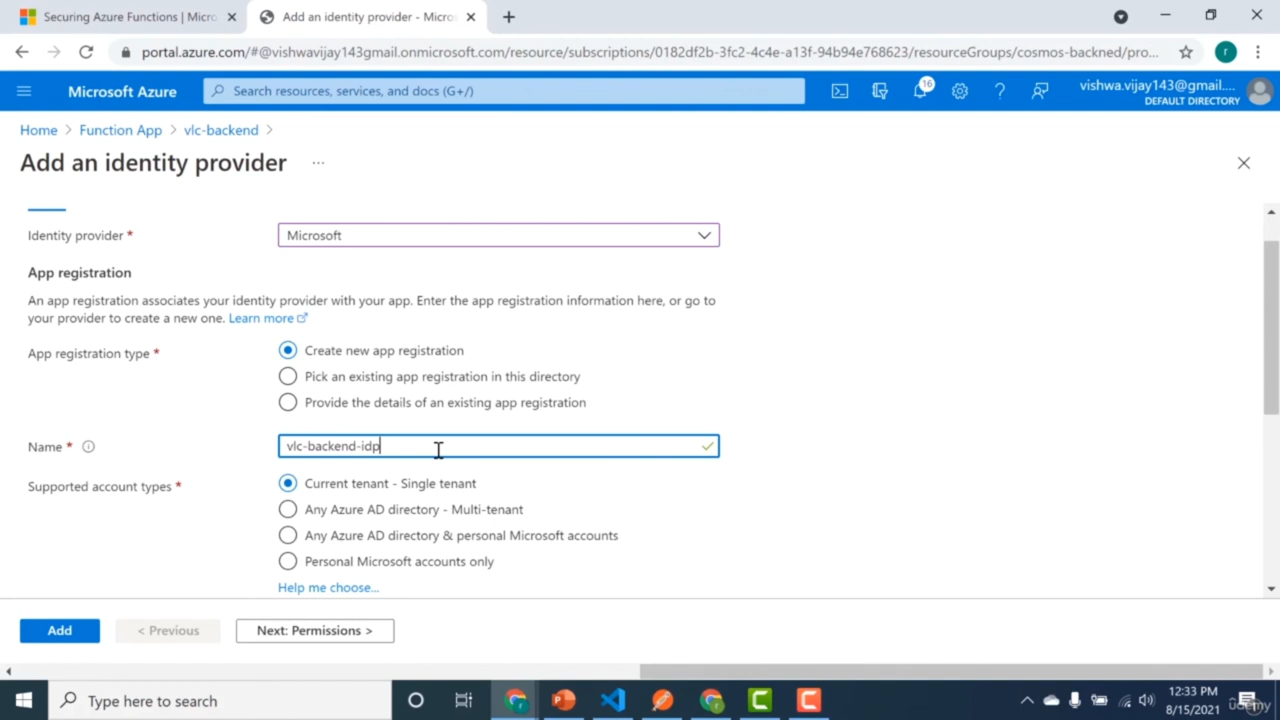 Securing Azure Functions | Micro
Add an identity provider - Micros
portal.azure.com/#@vishwavijay143gmail.onmicrosoft.com/resource/subscriptions/0182df2b-3fc2-4c4e-a13f-94b94e768623/resourceGroups/cosmos-backned/pro...
r
Microsoft Azure
Search resources, services, and docs (G+/)
16
vishwa.vijay143@gmail....
DEFAULT DIRECTORY
Home > Function App > vlc-backend >
Add an identity provider ...
Identity provider *
Microsoft
App registration
An app registration associates your identity provider with your app. Enter the app registration information here, or go to
your provider to create a new one. Learn more
App registration type *
Create new app registration
Pick an existing app registration in this directory
Provide the details of an existing app registration
Name *
vlc-backend-idp
Supported account types *
Current tenant - Single tenant
Any Azure AD directory - Multi-tenant
Any Azure AD directory & personal Microsoft accounts
Personal Microsoft accounts only
Help me choose...
Add
< Previous
Next: Permissions >
Type here to search
12:33 PM
8/15/2021
ûdemy